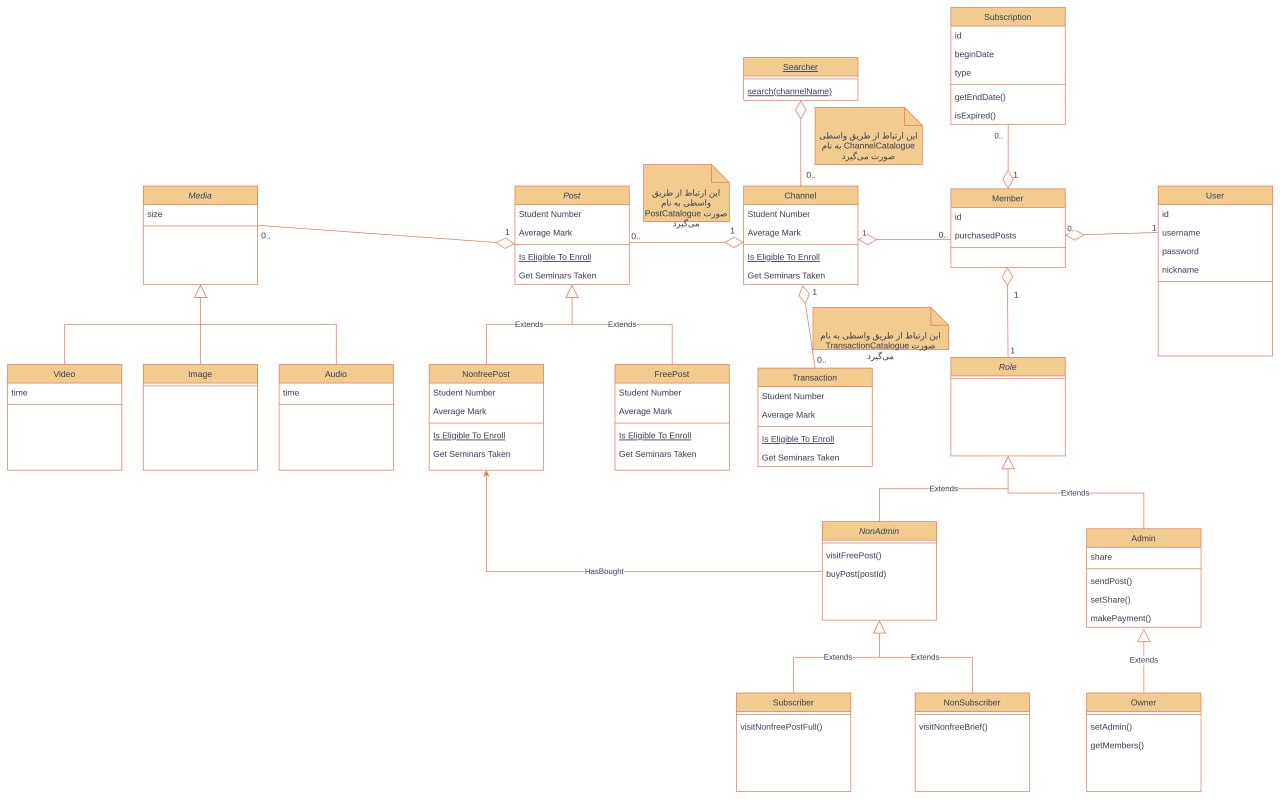 Subscription
id
beginDate
type
getEndDate()
isExpired()
0..
1
Searcher
search(channelName)
این ارتباط از طریق واسطی
به نام ChannelCatalogue
صورت می‌گیرد
0..
این ارتباط از طریق
واسطی به نام
PostCatalogue صورت
می‌گیرد
Media
size
0..
1
Post
Student Number
Average Mark
Is Eligible To Enroll
Get Seminars Taken
0..
1
Channel
Student Number
Average Mark
Is Eligible To Enroll
Get Seminars Taken
1
0..
Member
id
purchasedPosts
0..
1
User
id
username
password
nickname
1
1
1
0..
این ارتباط از طریق واسطی به نام
TransactionCatalogue صورت
می‌گیرد
Extends
Extends
Video
time
Image
Audio
time
NonfreePost
Student Number
Average Mark
Is Eligible To Enroll
Get Seminars Taken
FreePost
Student Number
Average Mark
Is Eligible To Enroll
Get Seminars Taken
Transaction
Student Number
Average Mark
Is Eligible To Enroll
Get Seminars Taken
Role
Extends
Extends
NonAdmin
visitFreePost()
buyPost(postId)
HasBought
Admin
share
sendPost()
setShare()
makePayment()
Extends
Extends
Extends
Subscriber
visitNonfreePostFull()
NonSubscriber
visitNonfreeBrief()
Owner
setAdmin()
getMembers()